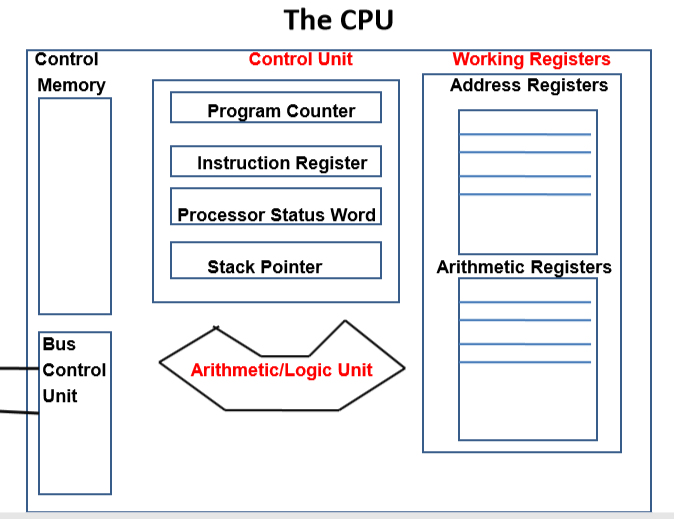 The CPU
Control
Memory
Control Unit
Working Registers
Address Registers
Program Counter
Instruction Register
Processor Status Word
Stack Pointer
Arithmetic Registers
Bus
Control
Unit
Arithmetic/Logic Unit